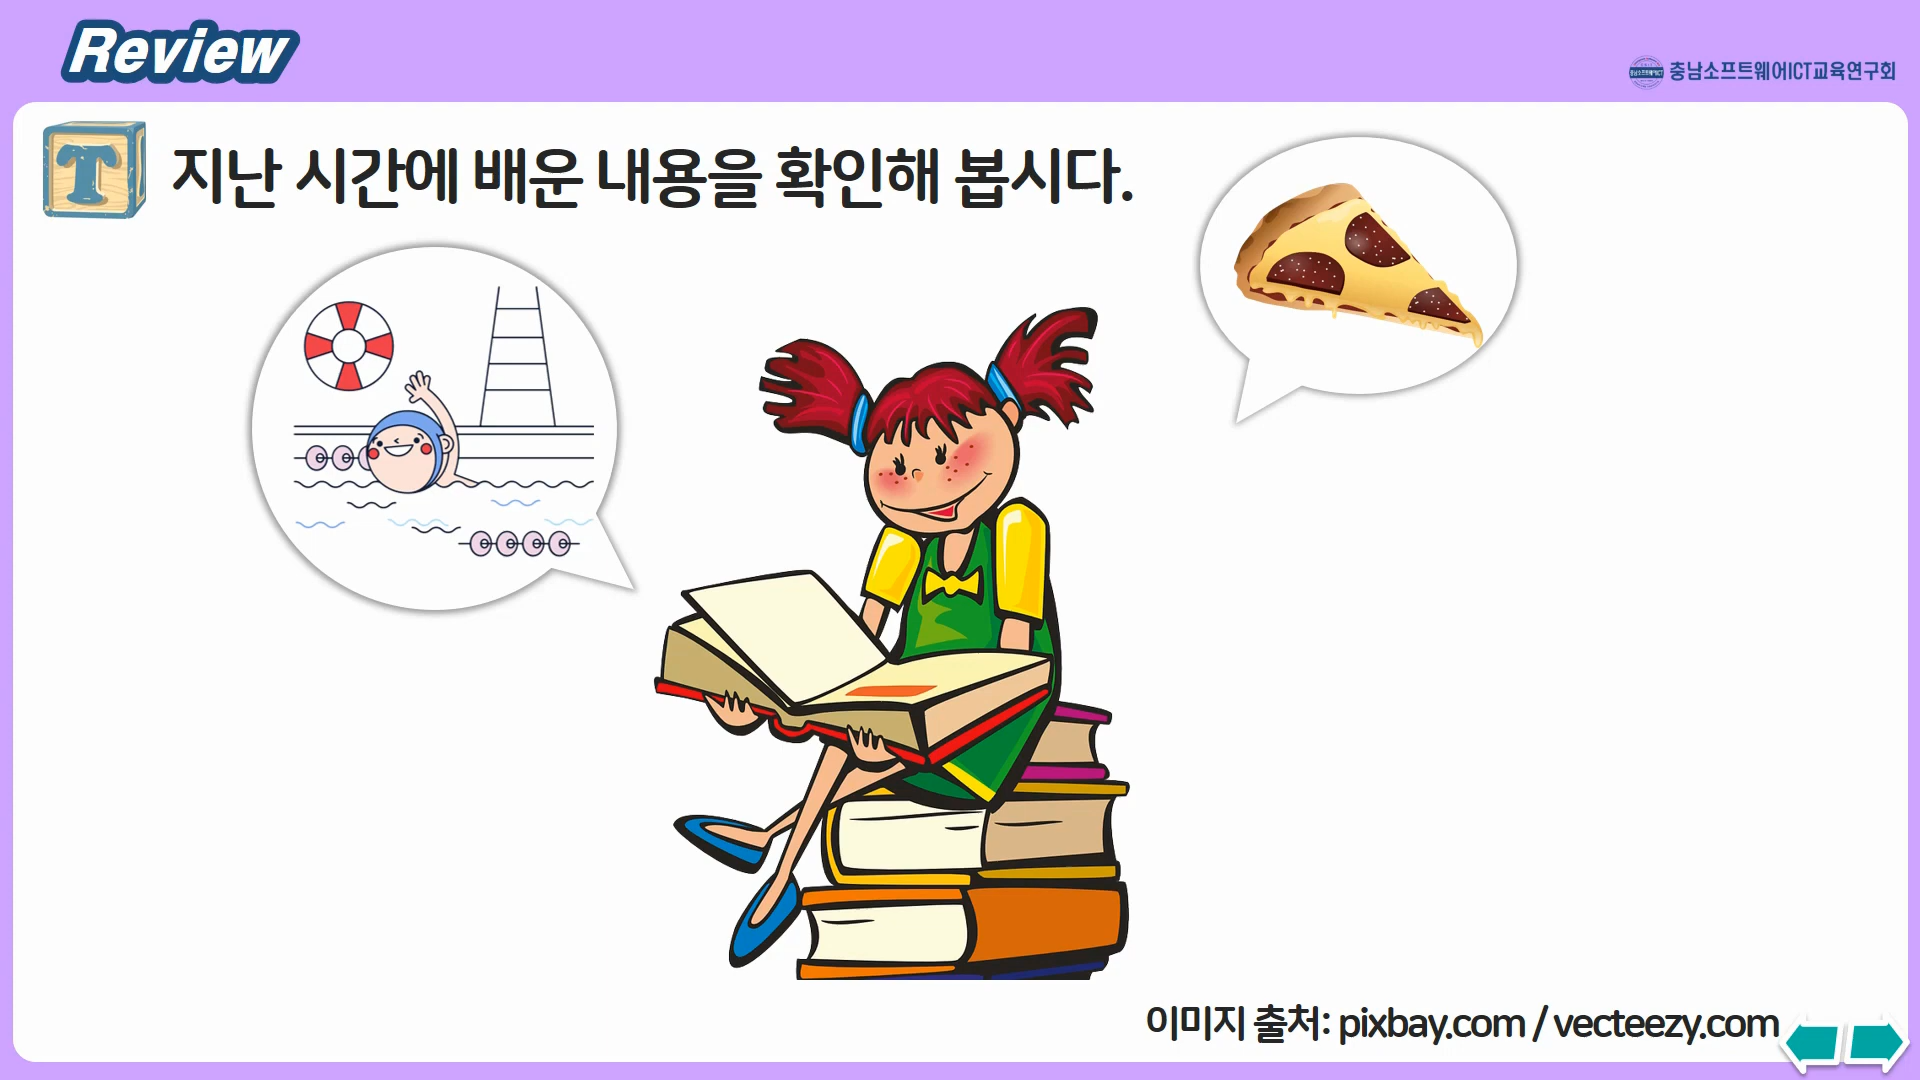 Review
충남소프트웨어ICT교육연구회
T
지난 시간에 배운 내용을 확인해 봅시다.
이미지 출처: pixbay.com / vecteezy.com